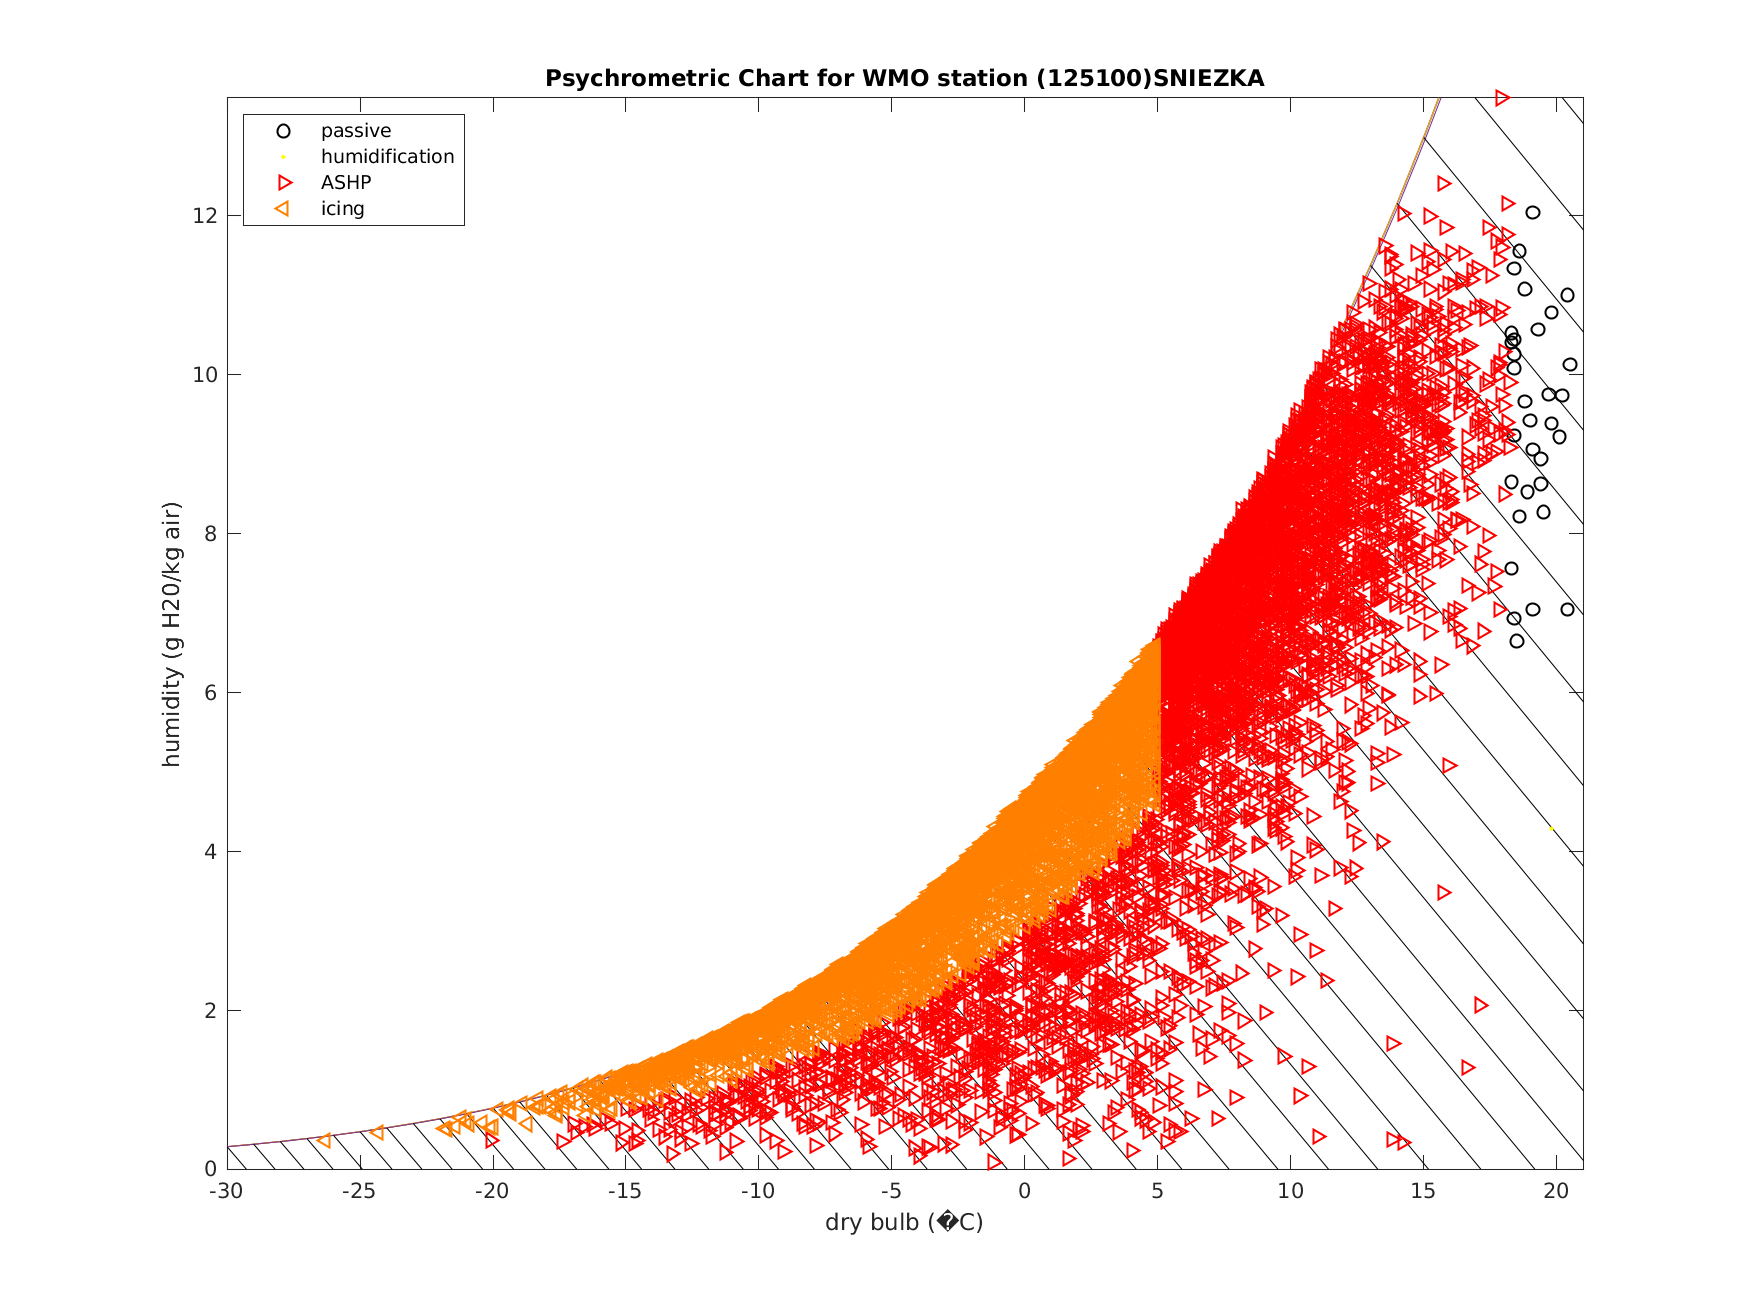 Psychrometric Chart for WMO station (125100)SNIEZKA
passive
humidification
ASHP
icing
humidity (g H20/kg air)
12
10
8
6
4
2
0
-30 -25 -20 -15 -10 -5 0 5 10 15 20
dry bulb (�C)